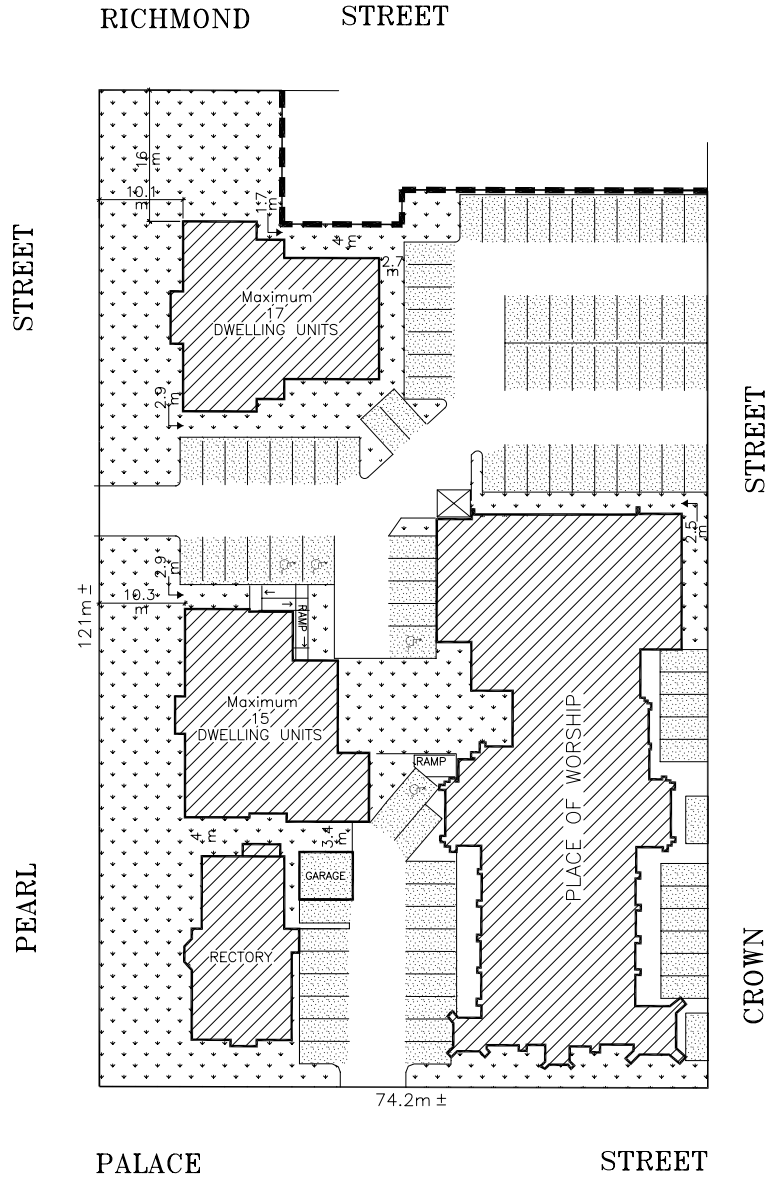 RICHMOND STREET
16 m
10.1 m
1.7 m
4 m
2.7 m
STREET
Maximum
17
DWELLING UNITS
2.9 m
STREET
2.5 m
2.9 m
10.3 m
RAMP
121m ±
Maximum
15
DWELLING UNITS
PLACE OF WORSHIP
RAMP
4 m
3.4 m
GARAGE
PEARL
RECTORY
CROWN
74.2m ±
PALACE STREET